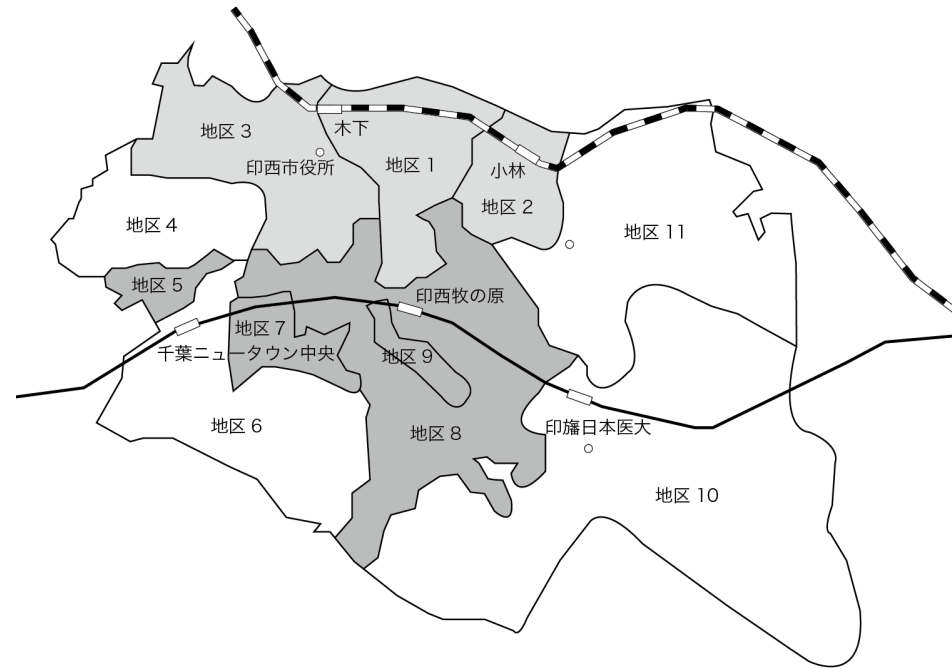 木下
地区 3
印西市役所
地区 1
小林
地区 2
地区 4
地区 11
地区 5
印西牧の原
地区 7
千葉ニュータウン中央
地区 9
地区 6
地区 8
印旛日本医大
地区 10